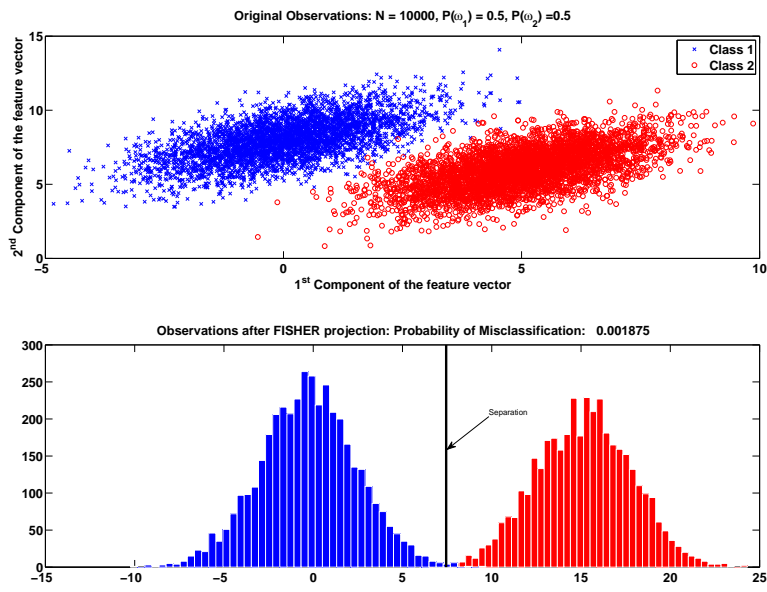 Original Observations: N = 10000, P(ω1) = 0.5, P(ω2) =0.5
15
10
5
0
2nd Component of the feature vector
Class 1
Class 2
-5 0 5 10
1st Component of the feature vector
Observations after FISHER projection: Probability of Misclassification: 0.001875
300
250
200
150
100
50
0
Separation
-15 -10 -5 0 5 10 15 20 25